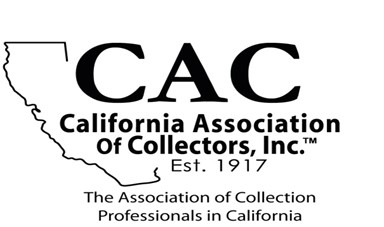 CAC
California Association
Of Collectors, Inc.™
Est. 1917
The Association of Collection
Professionals in California